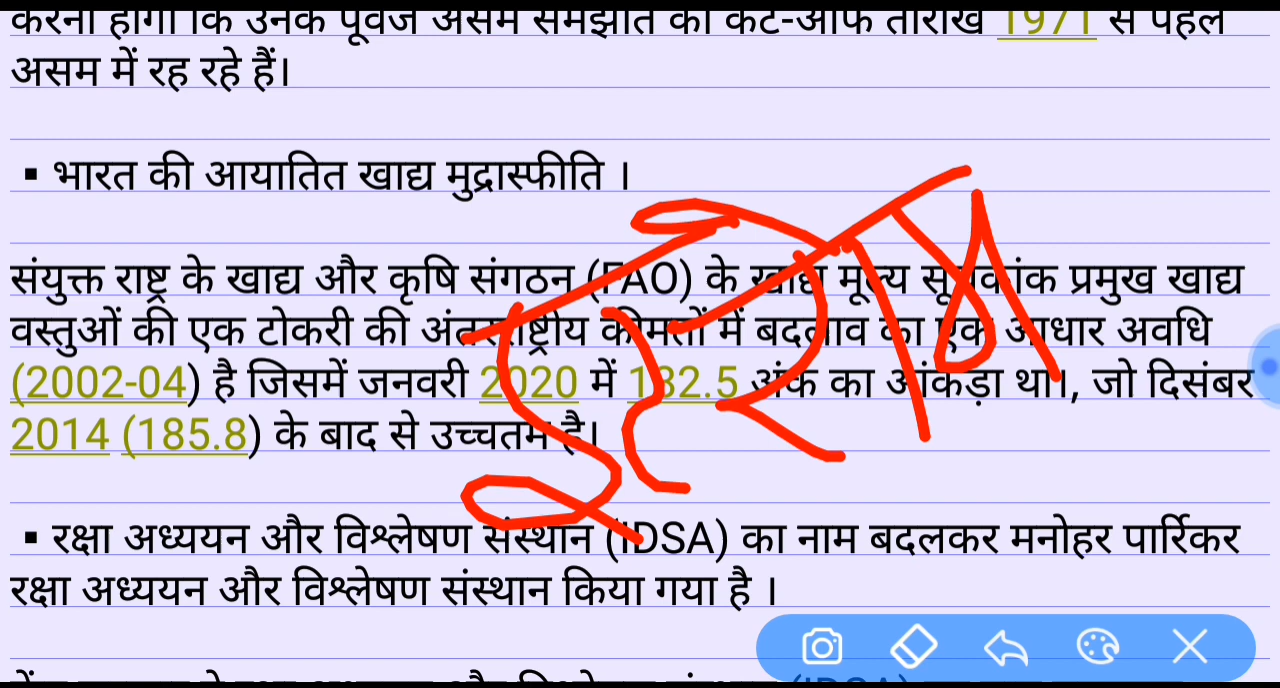 करना होगा कि उनके पूर्वज असम समझौते की कट-ऑफ तारीख 1971 से पहले
असम में रह रहे हैं।
▪ भारत की आयातित खाद्य मुद्रास्फीति ।
संयुक्त राष्ट्र के खाद्य और कृषि संगठन (FAO) के खाद्य मूल्य सूचकांक प्रमुख खाद्य
वस्तुओं की एक टोकरी की अंतरराष्ट्रीय कीमतों में बदलाव का एक आधार अवधि
(2002-04) है जिसमें जनवरी 2020 में 182.5 अंक का आंकड़ा था।, जो दिसंबर
2014 (185.8) के बाद से उच्चतम है।
▪ रक्षा अध्ययन और विश्लेषण संस्थान (IDSA) का नाम बदलकर मनोहर पार्रिकर
रक्षा अध्ययन और विश्लेषण संस्थान किया गया है ।